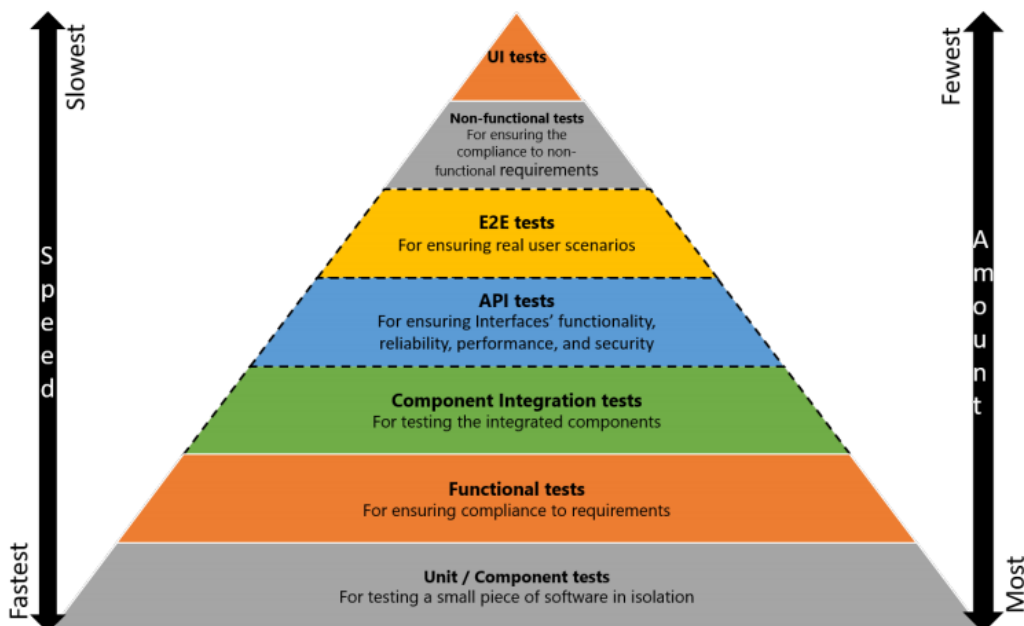 Slowest
Fewest
UI tests
Non-functional tests
For ensuring the
compliance to non-
functional requirements
E2E tests
For ensuring real user scenarios
Speed
Amount
API tests
For ensuring Interfaces' functionality,
reliability, performance, and security
Component Integration tests
For testing the integrated components
Functional tests
For ensuring compliance to requirements
Fastest
Most
Unit / Component tests
For testing a small piece of software in isolation